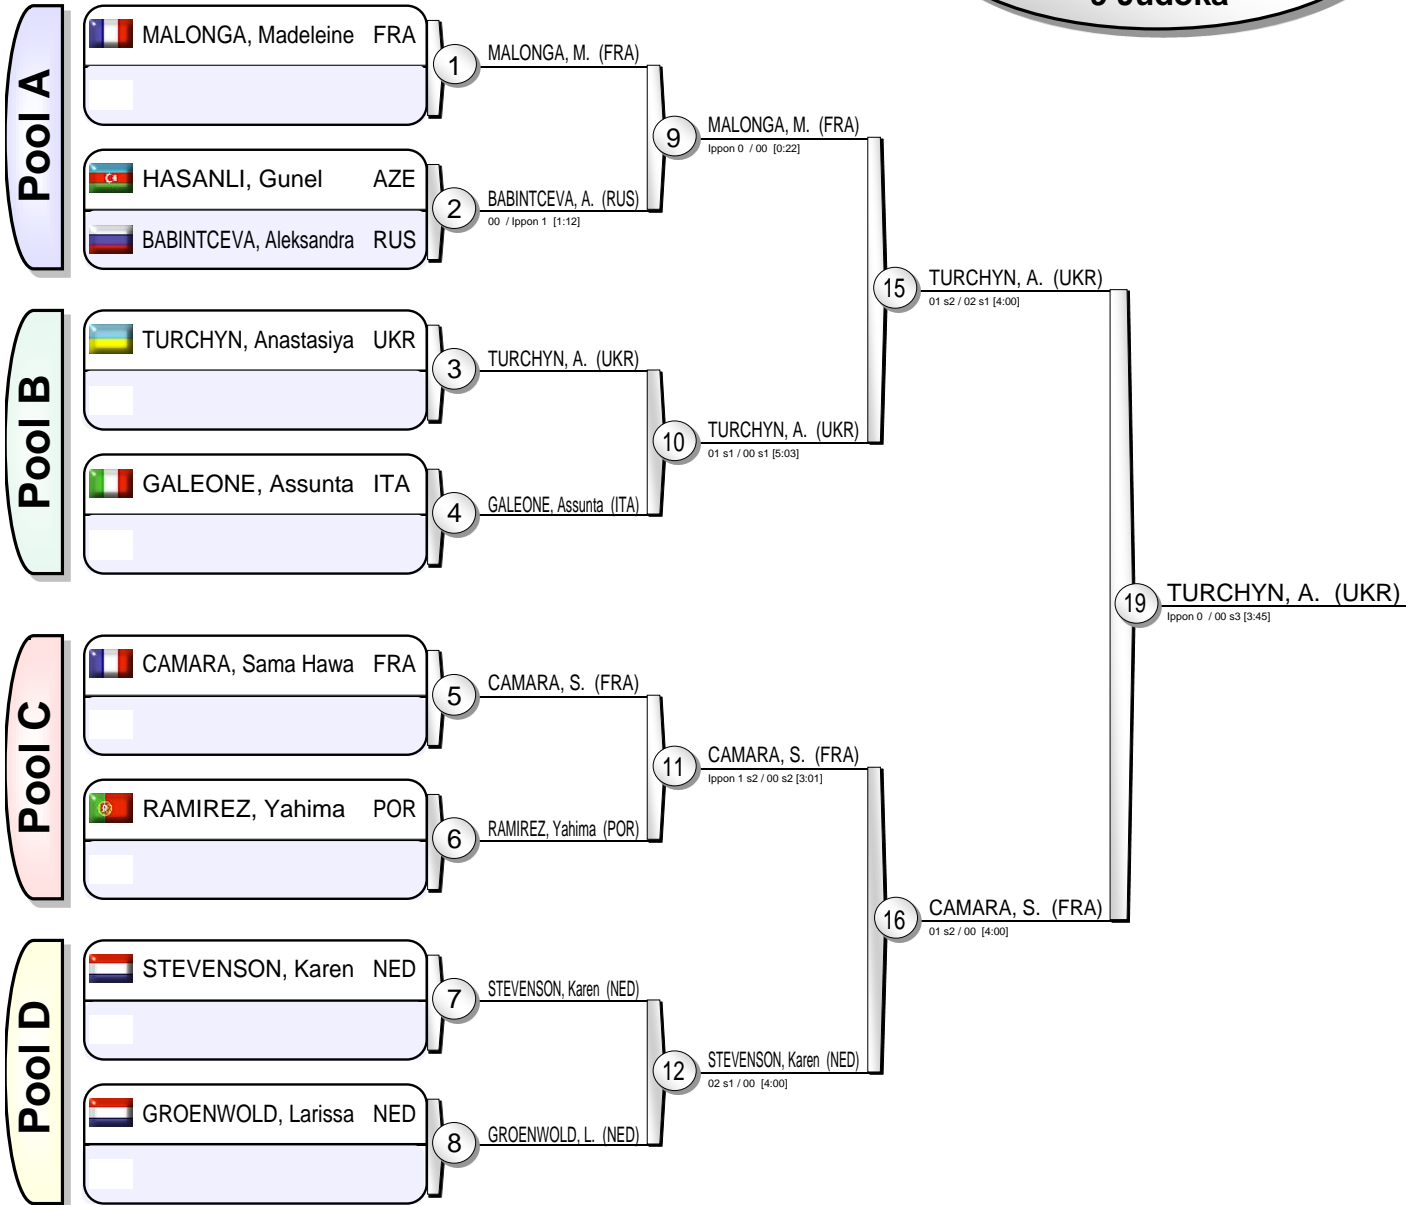 9 Judoka
Pool A
MALONGA, Madeleine FRA
HASANLI, Gunel AZE
BABINTCEVA, Aleksandra RUS
1
MALONGA, M. (FRA)
2
BABINTCEVA, A. (RUS)
00 / Ippon 1 [1:12]
9
MALONGA, M. (FRA)
Ippon 0 / 00 [0:22]
Pool B
TURCHYN, Anastasiya UKR
GALEONE, Assunta ITA
3
TURCHYN, A. (UKR)
4
GALEONE, Assunta (ITA)
10
TURCHYN, A. (UKR)
01 s1 / 00 s1 [5:03]
15
TURCHYN, A. (UKR)
01 s2 / 02 s1 [4:00]
Pool C
CAMARA, Sama Hawa FRA
RAMIREZ, Yahima POR
5
CAMARA, S. (FRA)
6
RAMIREZ, Yahima (POR)
11
CAMARA, S. (FRA)
Ippon 1 s2 / 00 s2 [3:01]
Pool D
STEVENSON, Karen NED
GROENWOLD, Larissa NED
7
STEVENSON, Karen (NED)
8
GROENWOLD, L. (NED)
12
STEVENSON, Karen (NED)
02 s1 / 00 [4:00]
16
CAMARA, S. (FRA)
01 s2 / 00 [4:00]
19
TURCHYN, A. (UKR)
Ippon 0 / 00 s3 [3:45]